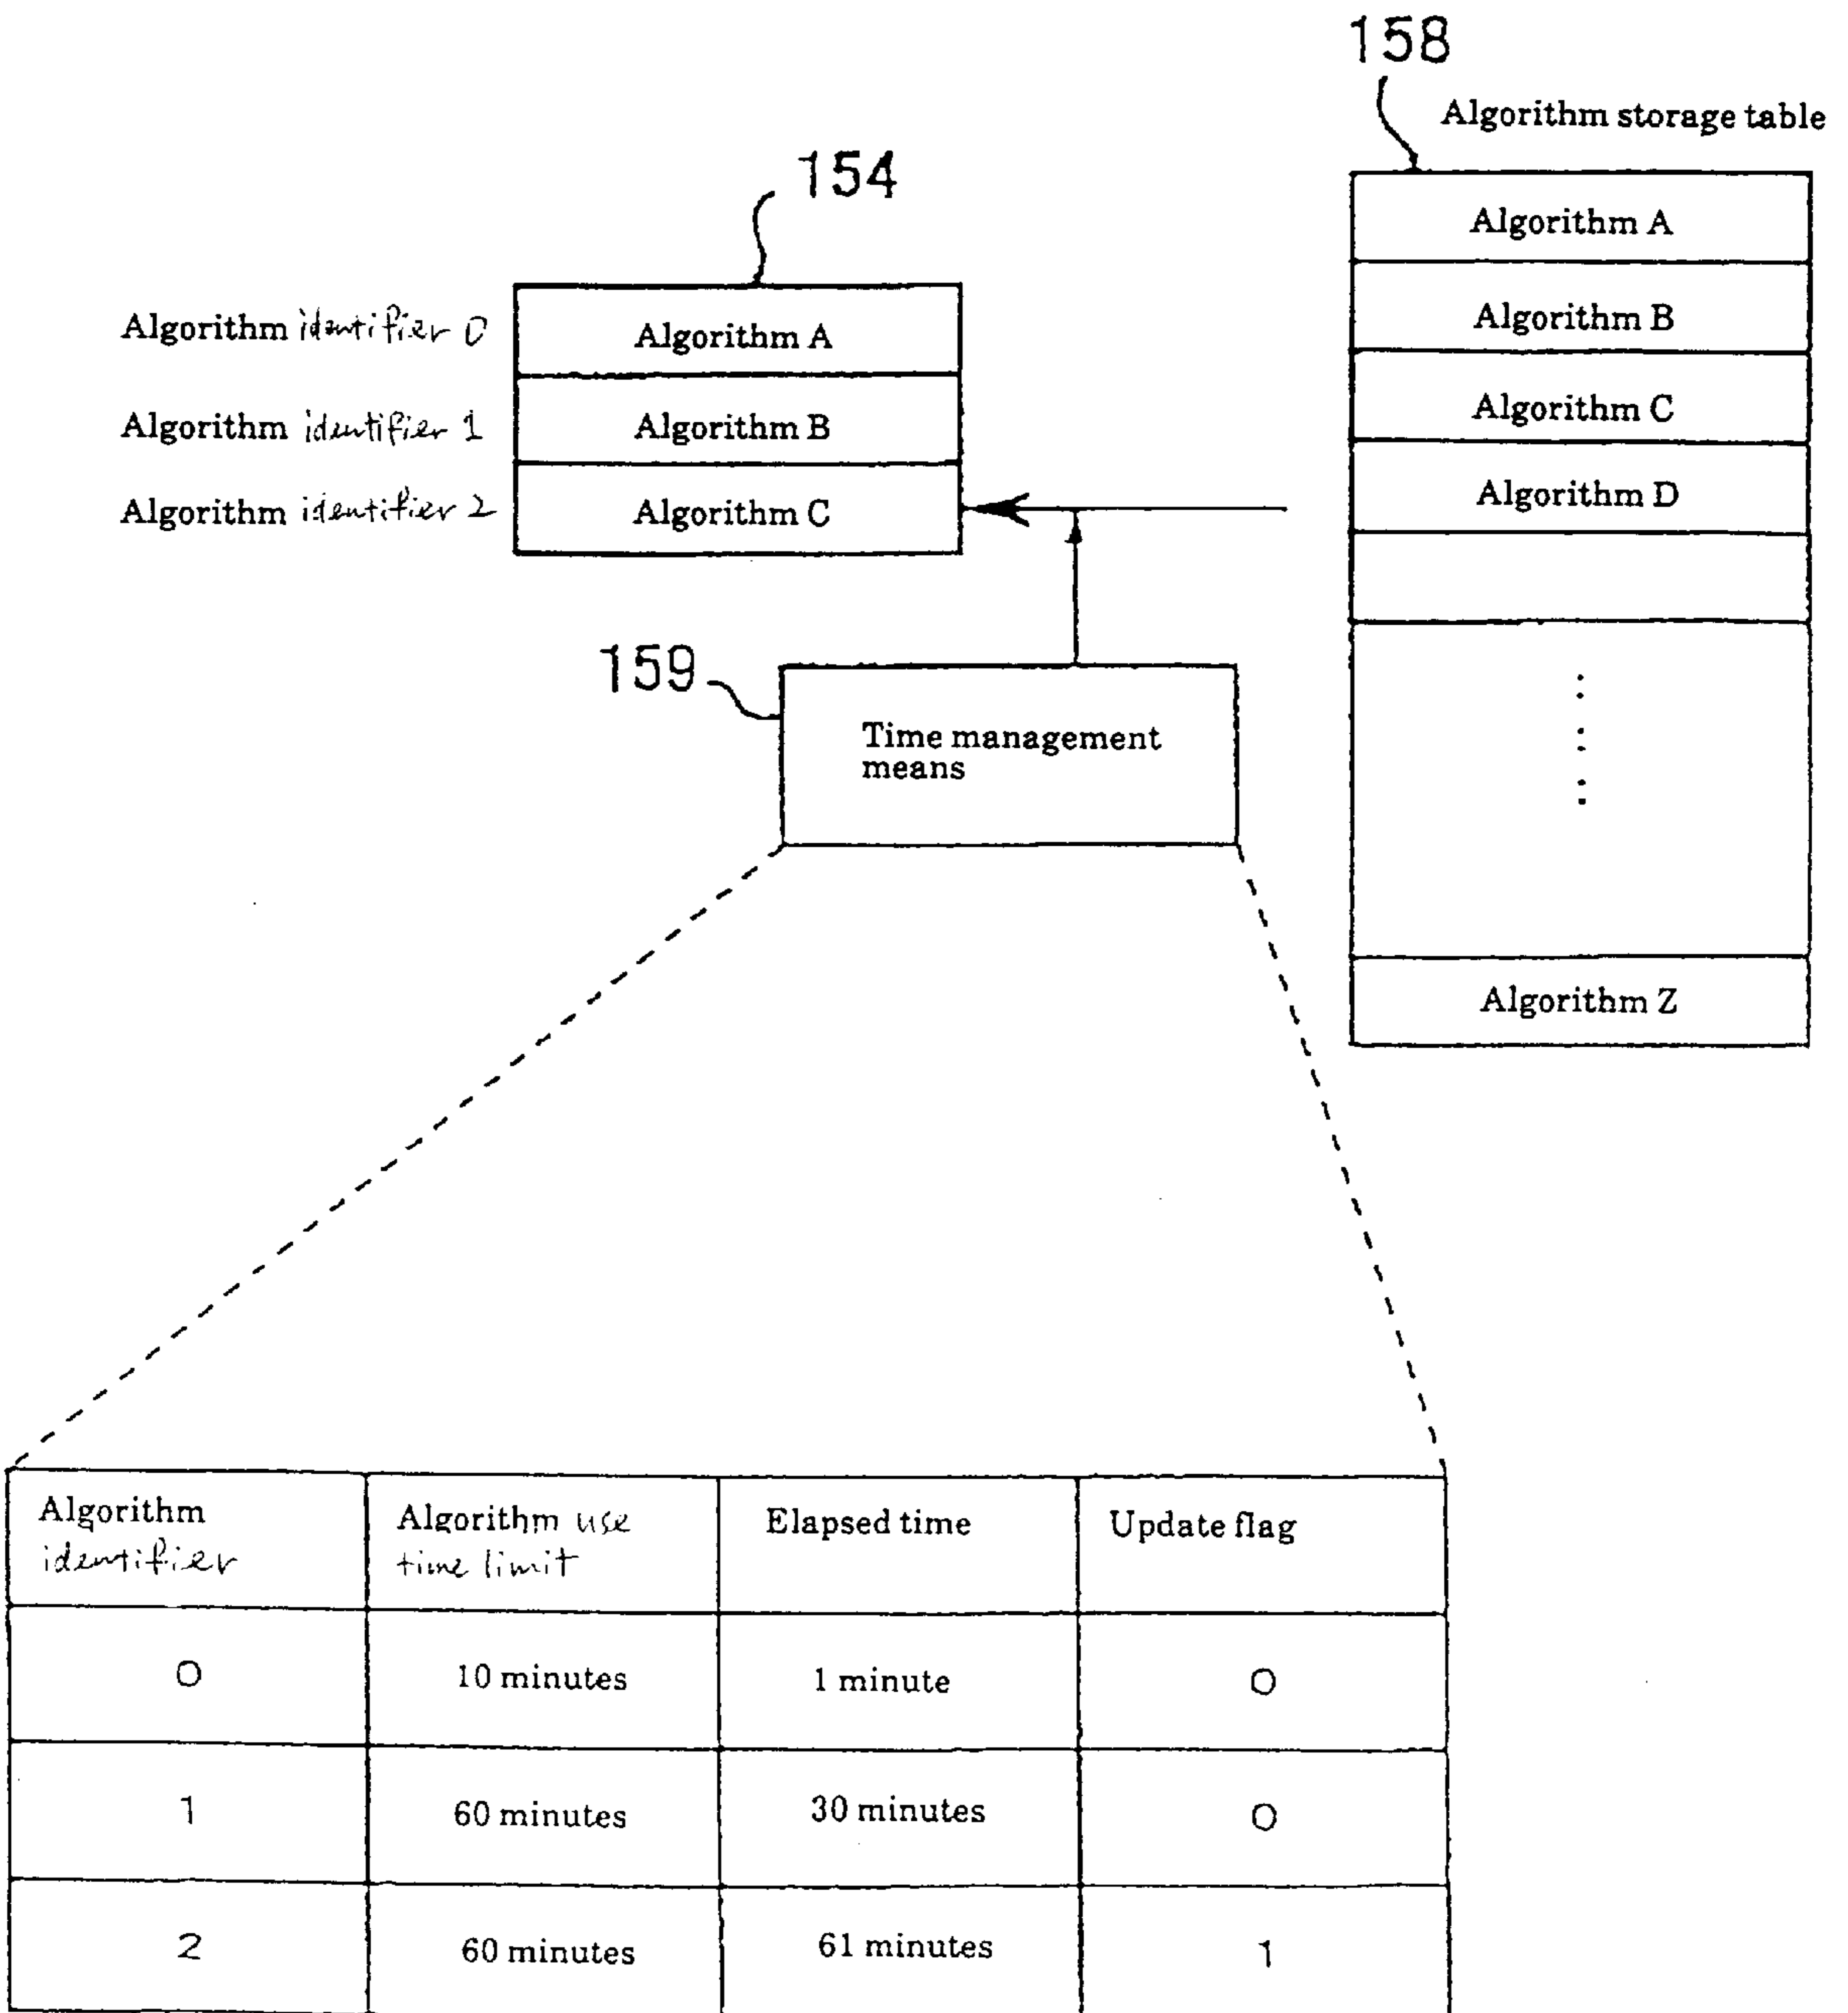 158
Algorithm storage table
154
Algorithm A
Algorithm B
Algorithm C
Algorithm D
Algorithm Z
Algorithm identifier 0
Algorithm A
Algorithm identifier 1
Algorithm B
Algorithm identifier 2
Algorithm C
159
Time management
means
Algorithm
identifier
Algorithm use
time limit
Elapsed time
Update flag
0
10 minutes
1 minute
0
1
60 minutes
30 minutes
0
2
60 minutes
61 minutes
1